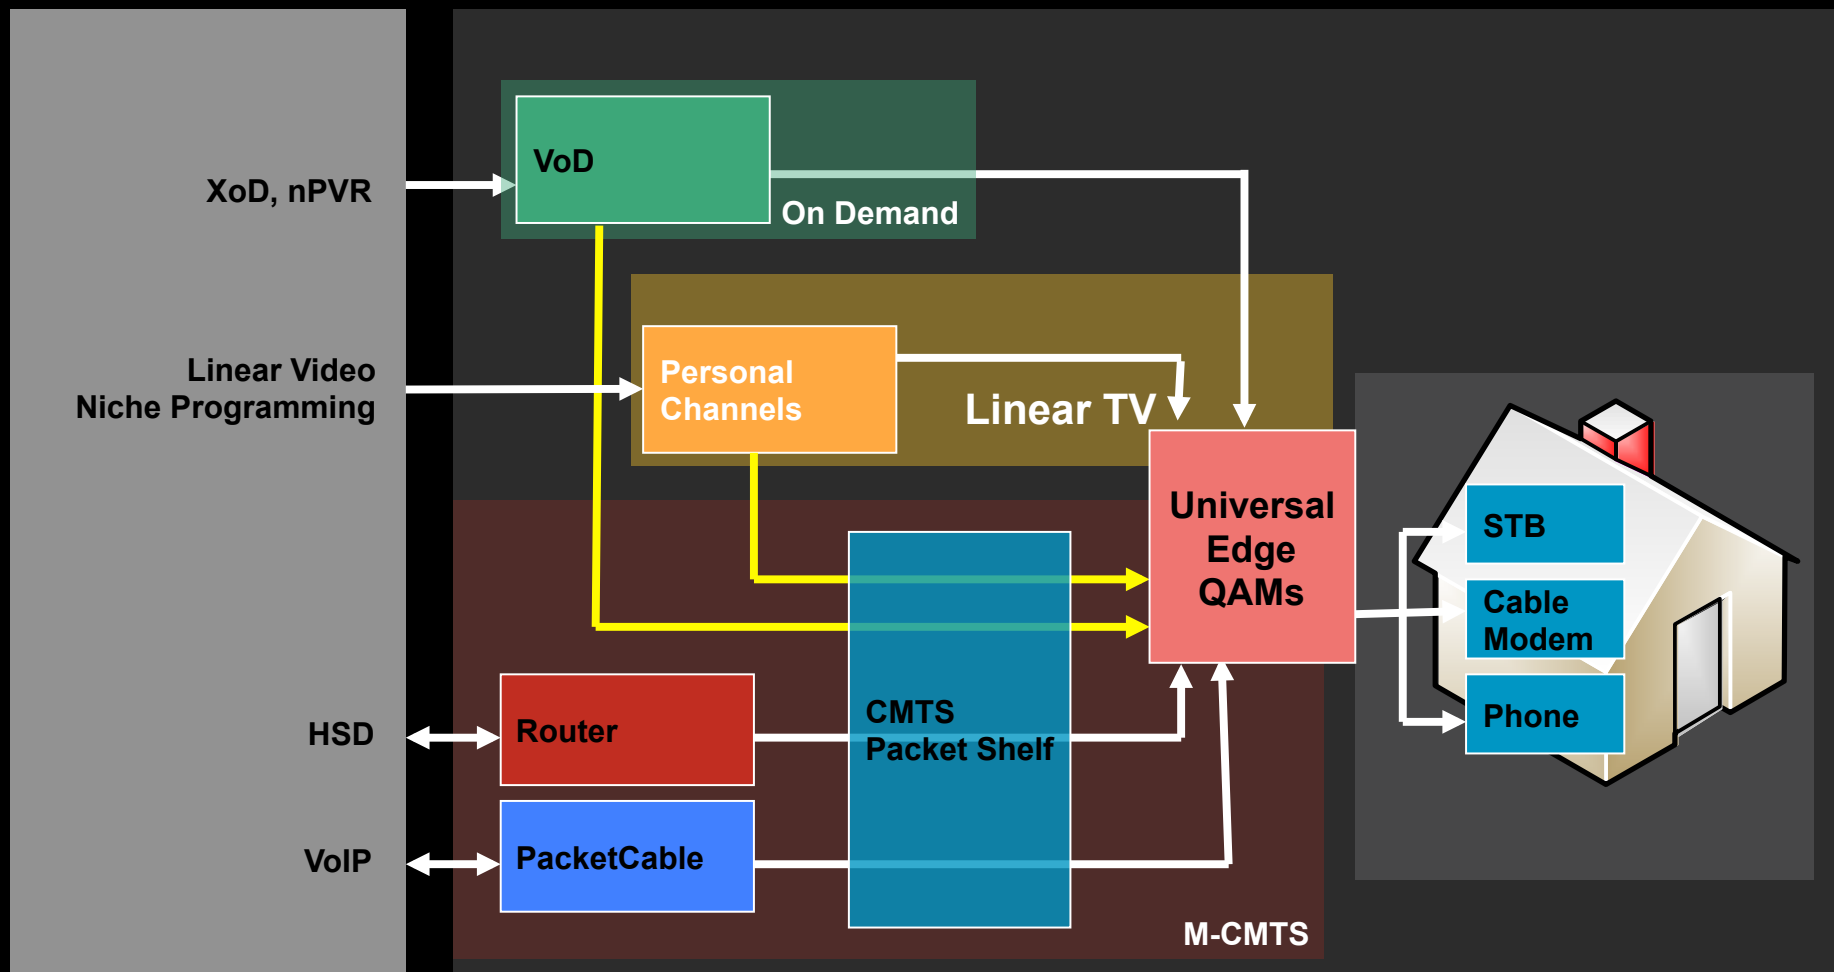 XoD, nPVR
VoD
On Demand
Linear Video
Niche Programming
Personal
Channels
Linear TV
Universal
Edge
QAMs
STB
Cable
Modem
Phone
HSD
Router
CMTS
Packet Shelf
VoIP
PacketCable
M-CMTS